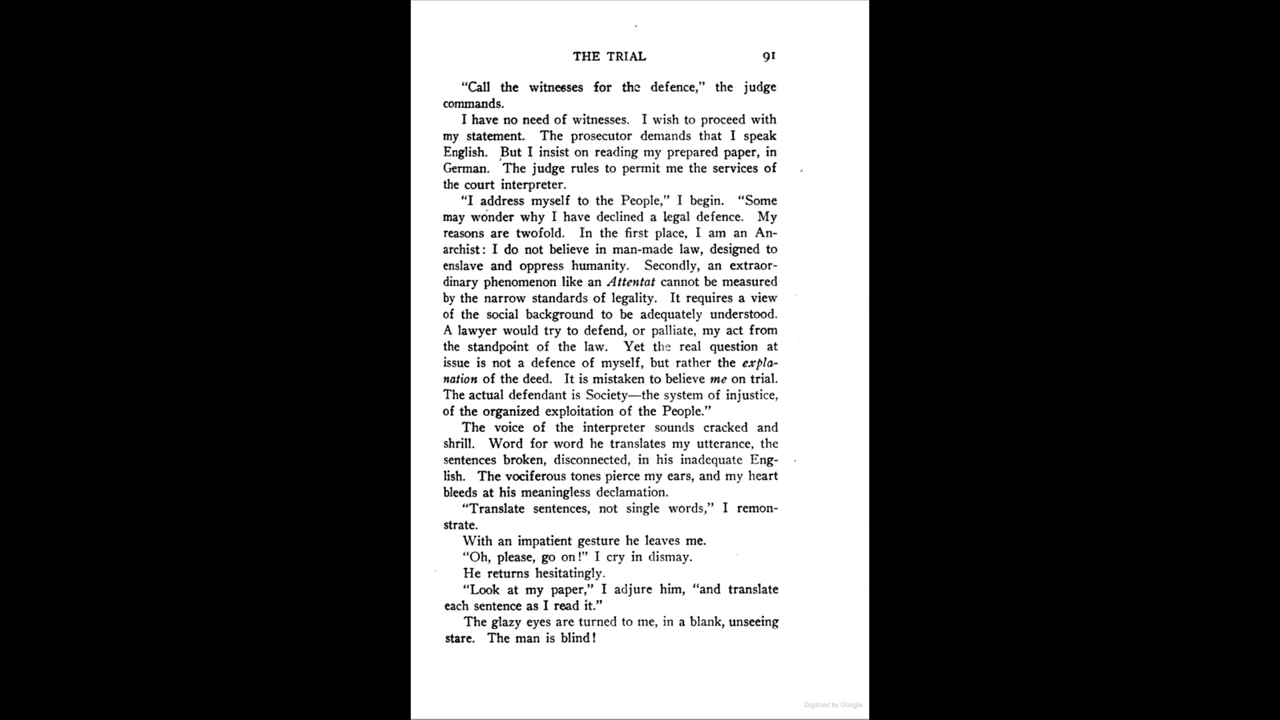 THE TRIAL 91
“Call the witnesses for the defence,” the judge
commands.
I have no need of witnesses. I wish to proceed with
my statement. The prosecutor demands that I speak
English. But I insist on reading my prepared paper, in
German. The judge rules to permit me the services of
the court interpreter.
“I address myself to the People,” I begin. “Some
may wonder why I have declined a legal defence. My
reasons are twofold. In the first place, I am an An-
archist: I do not believe in man-made law, designed to
enslave and oppress humanity. Secondly, an extraor-
dinary phenomenon like an Attentat cannot be measured
by the narrow standards of legality. It requires a view
of the social background to be adequately understood.
A lawyer would try to defend, or palliate, my act from
the standpoint of the law. Yet the real question at
issue is not a defence of myself, but rather the expla-
nation of the deed. It is mistaken to believe me on trial.
The actual defendant is Society—the system of injustice,
of the organized exploitation of the People.”
The voice of the interpreter sounds cracked and
shrill. Word for word he translates my utterance, the
sentences broken, disconnected, in his inadequate Eng-
lish. The vociferous tones pierce my ears, and my heart
bleeds at his meaningless declamation.
“Translate sentences, not single words,” I remon-
strate.
With an impatient gesture he leaves me.
“Oh, please, go on!” I cry in dismay.
He returns hesitatingly.
“Look at my paper,” I adjure him, “and translate
each sentence as I read it.”
The glazy eyes are turned to me, in a blank, unseeing
stare. The man is blind!
Digitized by Google